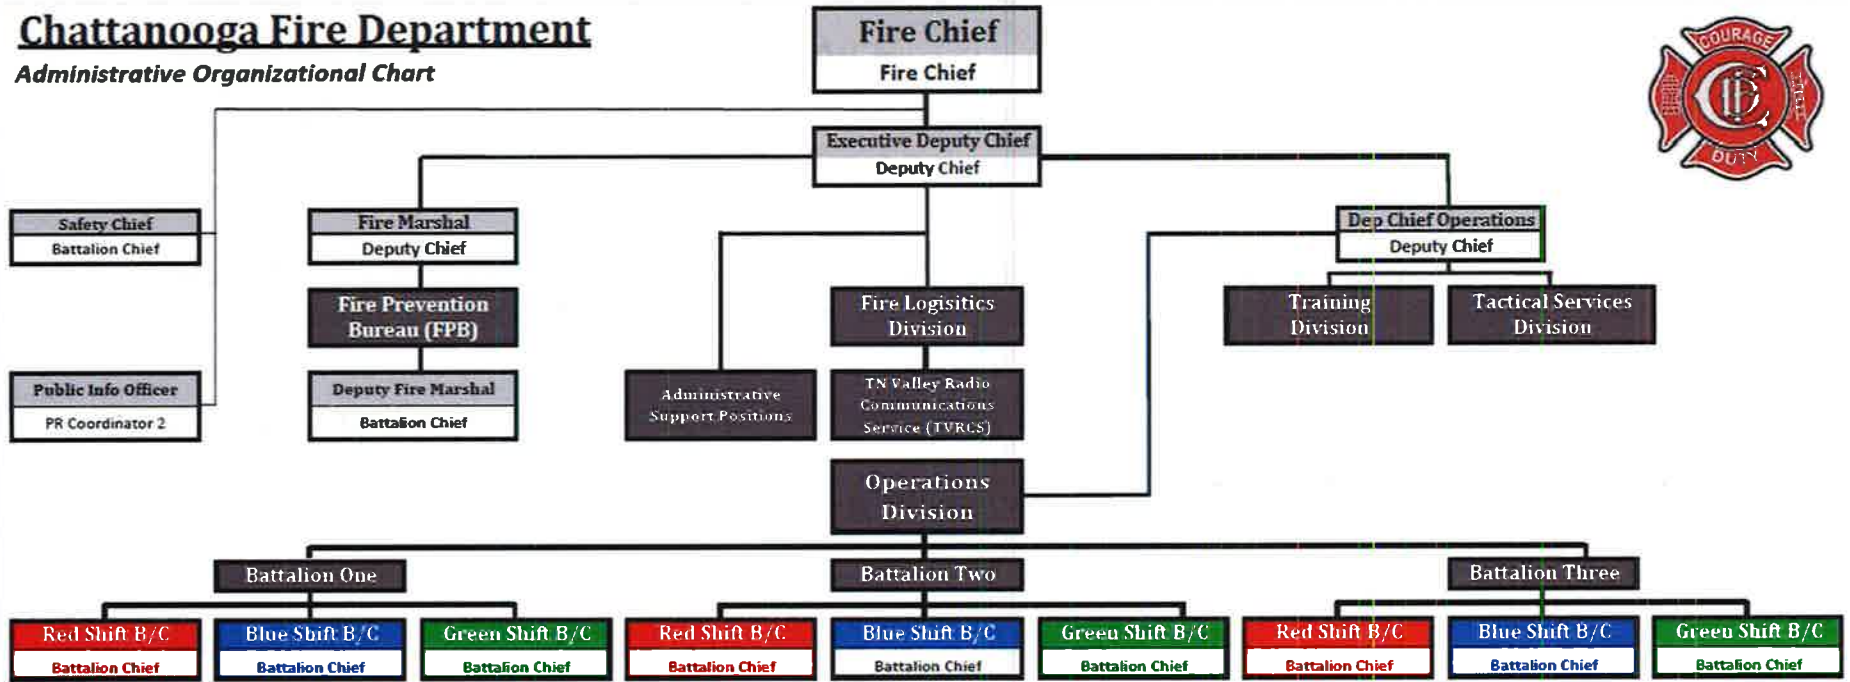 Chattanooga Fire Department
Administrative Organizational Chart
Fire Chief
Fire Chief
COURAGE
DUTY
Executive Deputy Chief
Deputy Chief
Safety Chief
Battalion Chief
Fire Marshal
Deputy Chief
Dep Chief Operations
Deputy Chief
Fire Prevention
Bureau (FPB)
Fire Logisitics
Division
Training
Division
Tactical Services
Division
Public Info Officer
PR Coordinator 2
Deputy Fire Marshal
Battalion Chief
Administrative
Support Positions
TN Valley Radio
Communications
Service (TVRCS)
Operations
Division
Battalion One
Battalion Two
Battalion Three
Red Shift B/C
Battalion Chief
Blue Shift B/C
Battalion Chief
Green Shift B/C
Battalion Chief
Red Shift B/C
Battalion Chief
Blue Shift B/C
Battalion Chief
Green Shift B/C
Battalion Chief
Red Shift B/C
Battalion Chief
Blue Shift B/C
Battalion Chief
Green Shift B/C
Battalion Chief